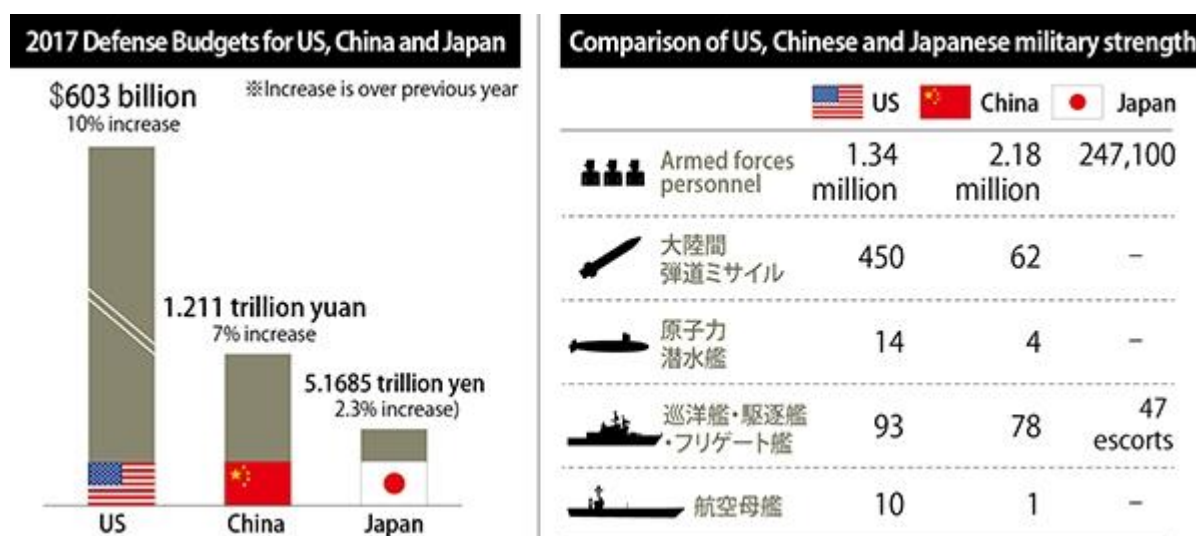 2017 Defense Budgets for US, China and Japan
$603 billion
10% increase
※Increase is over previous year
1.211 trillion yuan
7% increase
5.1685 trillion yen
2.3% increase)
US
China
Japan
Comparison of US, Chinese and Japanese military strength
US China Japan
Armed forces
personnel
1.34
million
2.18
million
247,100
大陸間
弾道ミサイル
450 62 –
原子力
潜水艦
14 4 –
巡洋艦・駆逐艦
・フリゲート艦
93 78
47
escorts
航空母艦 10 1 –